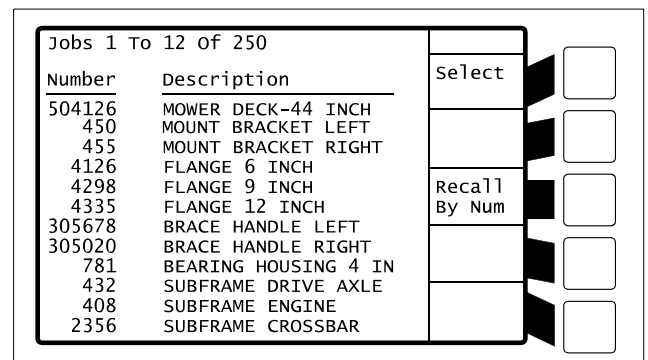 Jobs 1 To 12 Of 250
Number Description
504126 MOWER DECK-44 INCH
450 MOUNT BRACKET LEFT
455 MOUNT BRACKET RIGHT
4126 FLANGE 6 INCH
4298 FLANGE 9 INCH
4335 FLANGE 12 INCH
305678 BRACE HANDLE LEFT
305020 BRACE HANDLE RIGHT
781 BEARING HOUSING 4 IN
432 SUBFRAME DRIVE AXLE
408 SUBFRAME ENGINE
2356 SUBFRAME CROSSBAR
Select
Recall
By Num